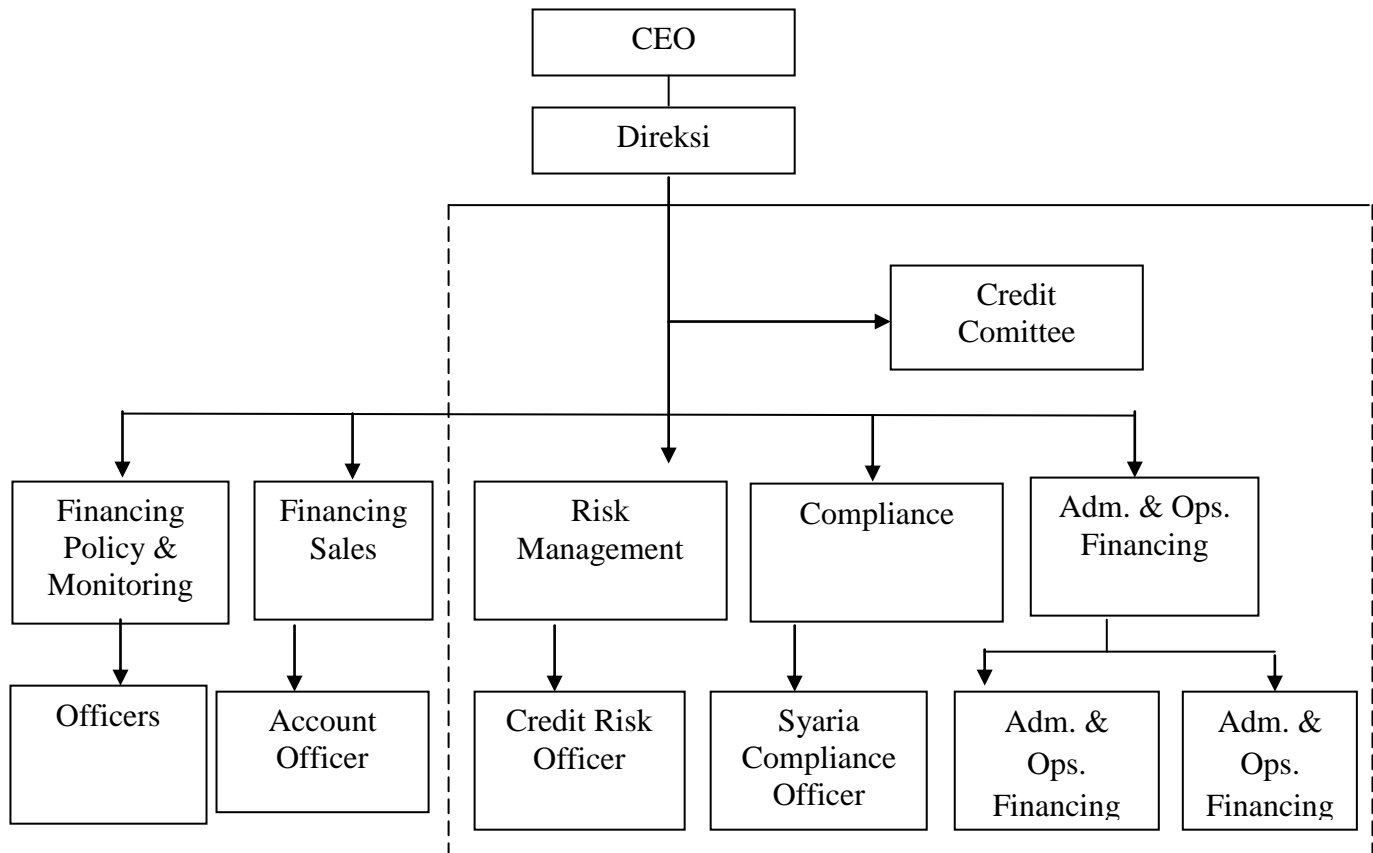 CEO
Direksi
Credit
Comittee
Financing
Policy &
Monitoring
Financing
Sales
Risk
Management
Compliance
Adm. & Ops.
Financing
Officers
Account
Officer
Credit Risk
Officer
Syaria
Compliance
Officer
Adm. &
Ops.
Financing
Adm. &
Ops.
Financing